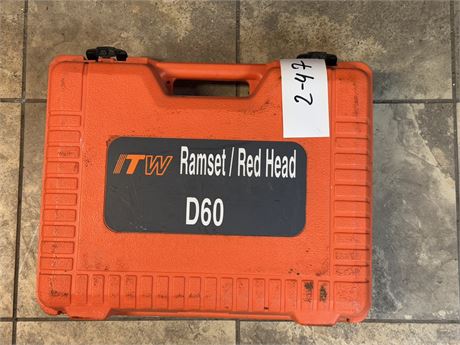 2-47
ITW Ramset / Red Head
D60